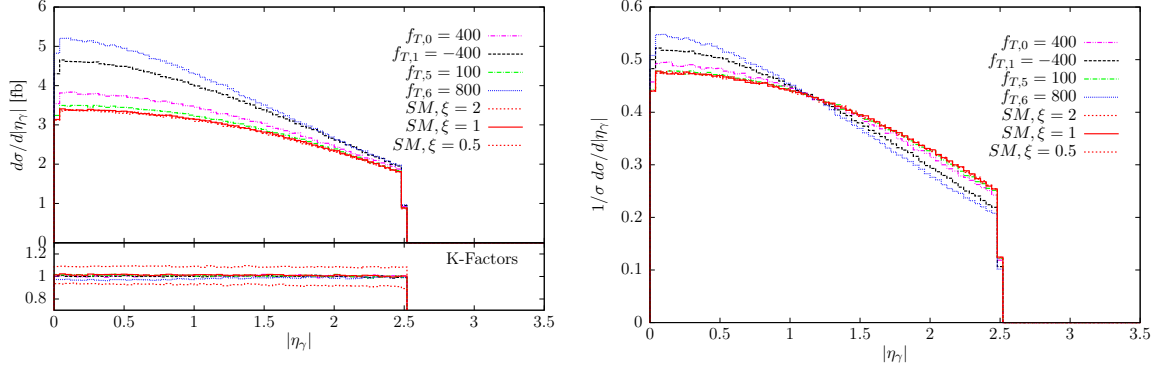 6
5
4
3
2
1
0
dσ/d|η_γ| [fb]
f_{T,0} = 400
f_{T,1} = −400
f_{T,5} = 100
f_{T,6} = 800
SM, ξ = 2
SM, ξ = 1
SM, ξ = 0.5
1.2
1
0.8
K-Factors
0 0.5 1 1.5 2 2.5 3 3.5
|η_γ|
0.6
0.5
0.4
0.3
0.2
0.1
0
1/σ dσ/d|η_γ|
f_{T,0} = 400
f_{T,1} = −400
f_{T,5} = 100
f_{T,6} = 800
SM, ξ = 2
SM, ξ = 1
SM, ξ = 0.5
0 0.5 1 1.5 2 2.5 3 3.5
|η_γ|